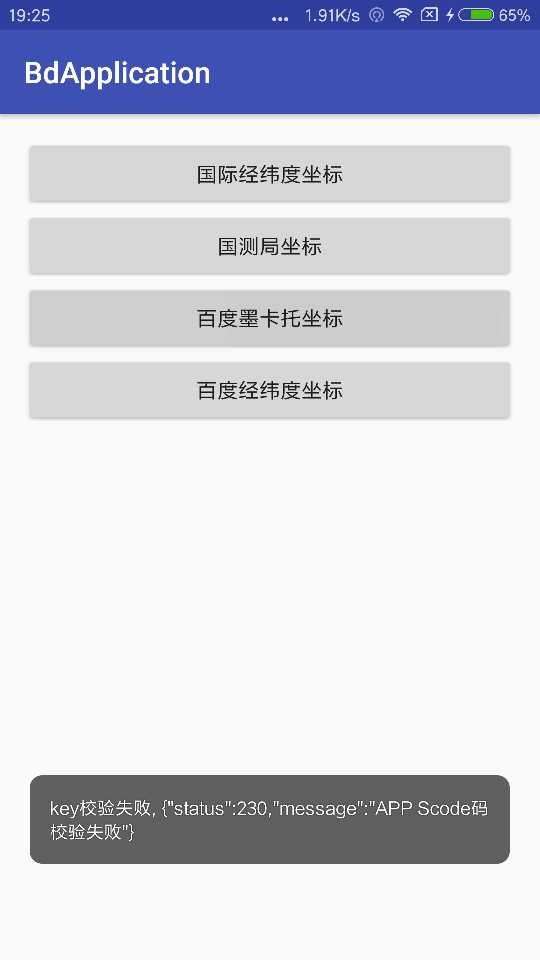 19:25 ... 1.91K/s 65%
BdApplication
国际经纬度坐标
国测局坐标
百度墨卡托坐标
百度经纬度坐标
key校验失败, {"status":230,"message":"APP Scode码
校验失败"}